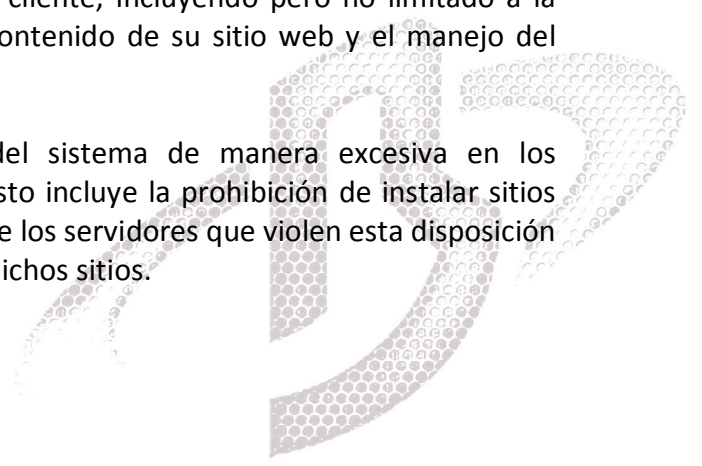 cliente, incluyendo pero no limitado a la
ontenido de su sitio web y el manejo del
del sistema de manera excesiva en los
sto incluye la prohibición de instalar sitios
e los servidores que violen esta disposición
ichos sitios.